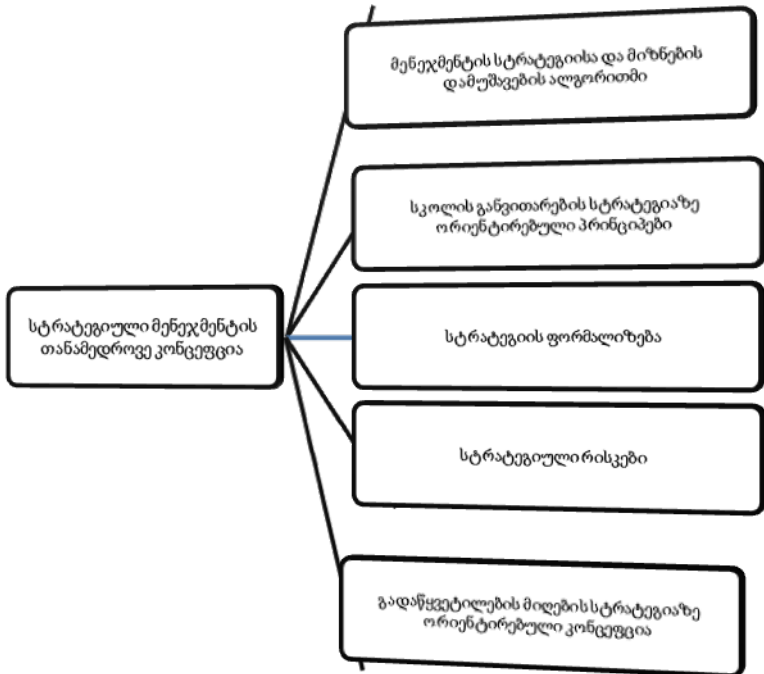 სტრატეგიული მენეჯმენტის
თანამედროვე კონცეფცია
მენეჯმენტის სტრატეგიისა და მიზნების
დამუშავების ალგორითმი
სკოლის განვითარების სტრატეგიაზე
ორიენტირებული პრინციპები
სტრატეგიის ფორმალიზება
სტრატეგიული რისკები
გადაწყვეტილების მიღების სტრატეგიაზე
ორიენტირებული კონცეფცია